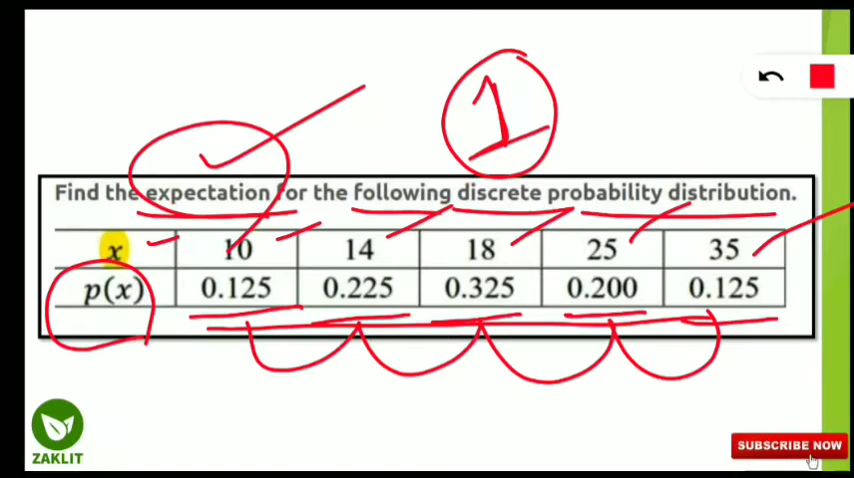 1
Find the expectation for the following discrete probability distribution.
x 10 14 18 25 35
p(x) 0.125 0.225 0.325 0.200 0.125
ZAKLIT
SUBSCRIBE NOW